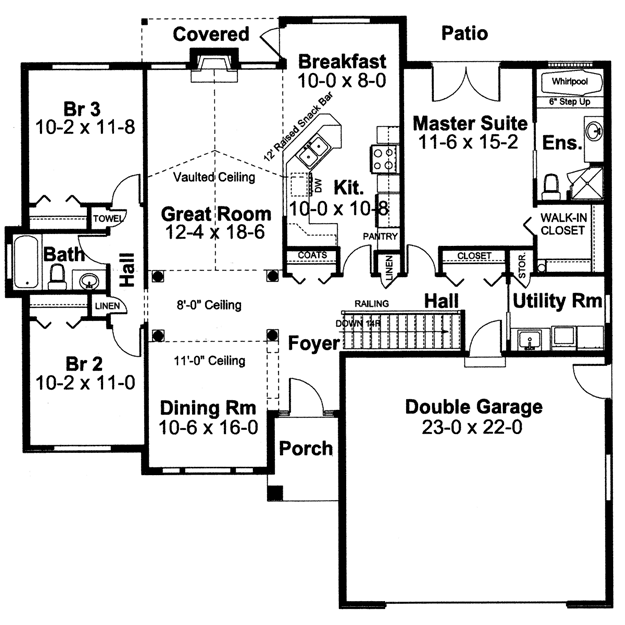 Covered
Patio
Breakfast
10-0 x 8-0
Br 3
10-2 x 11-8
12' Raised Snack Bar
Master Suite
11-6 x 15-2
Whirlpool
6" Step Up
Ens.
Vaulted Ceiling
DW
Kit.
10-0 x 10-8
Great Room
12-4 x 18-6
TOWEL
WALK-IN
CLOSET
PANTRY
Bath
Hall
COATS
LINEN
CLOSET
STOR.
LINEN
8'-0" Ceiling
RAILING
Hall
Utility Rm
DOWN 14R
Foyer
11'-0" Ceiling
Br 2
10-2 x 11-0
Dining Rm
10-6 x 16-0
Double Garage
23-0 x 22-0
Porch